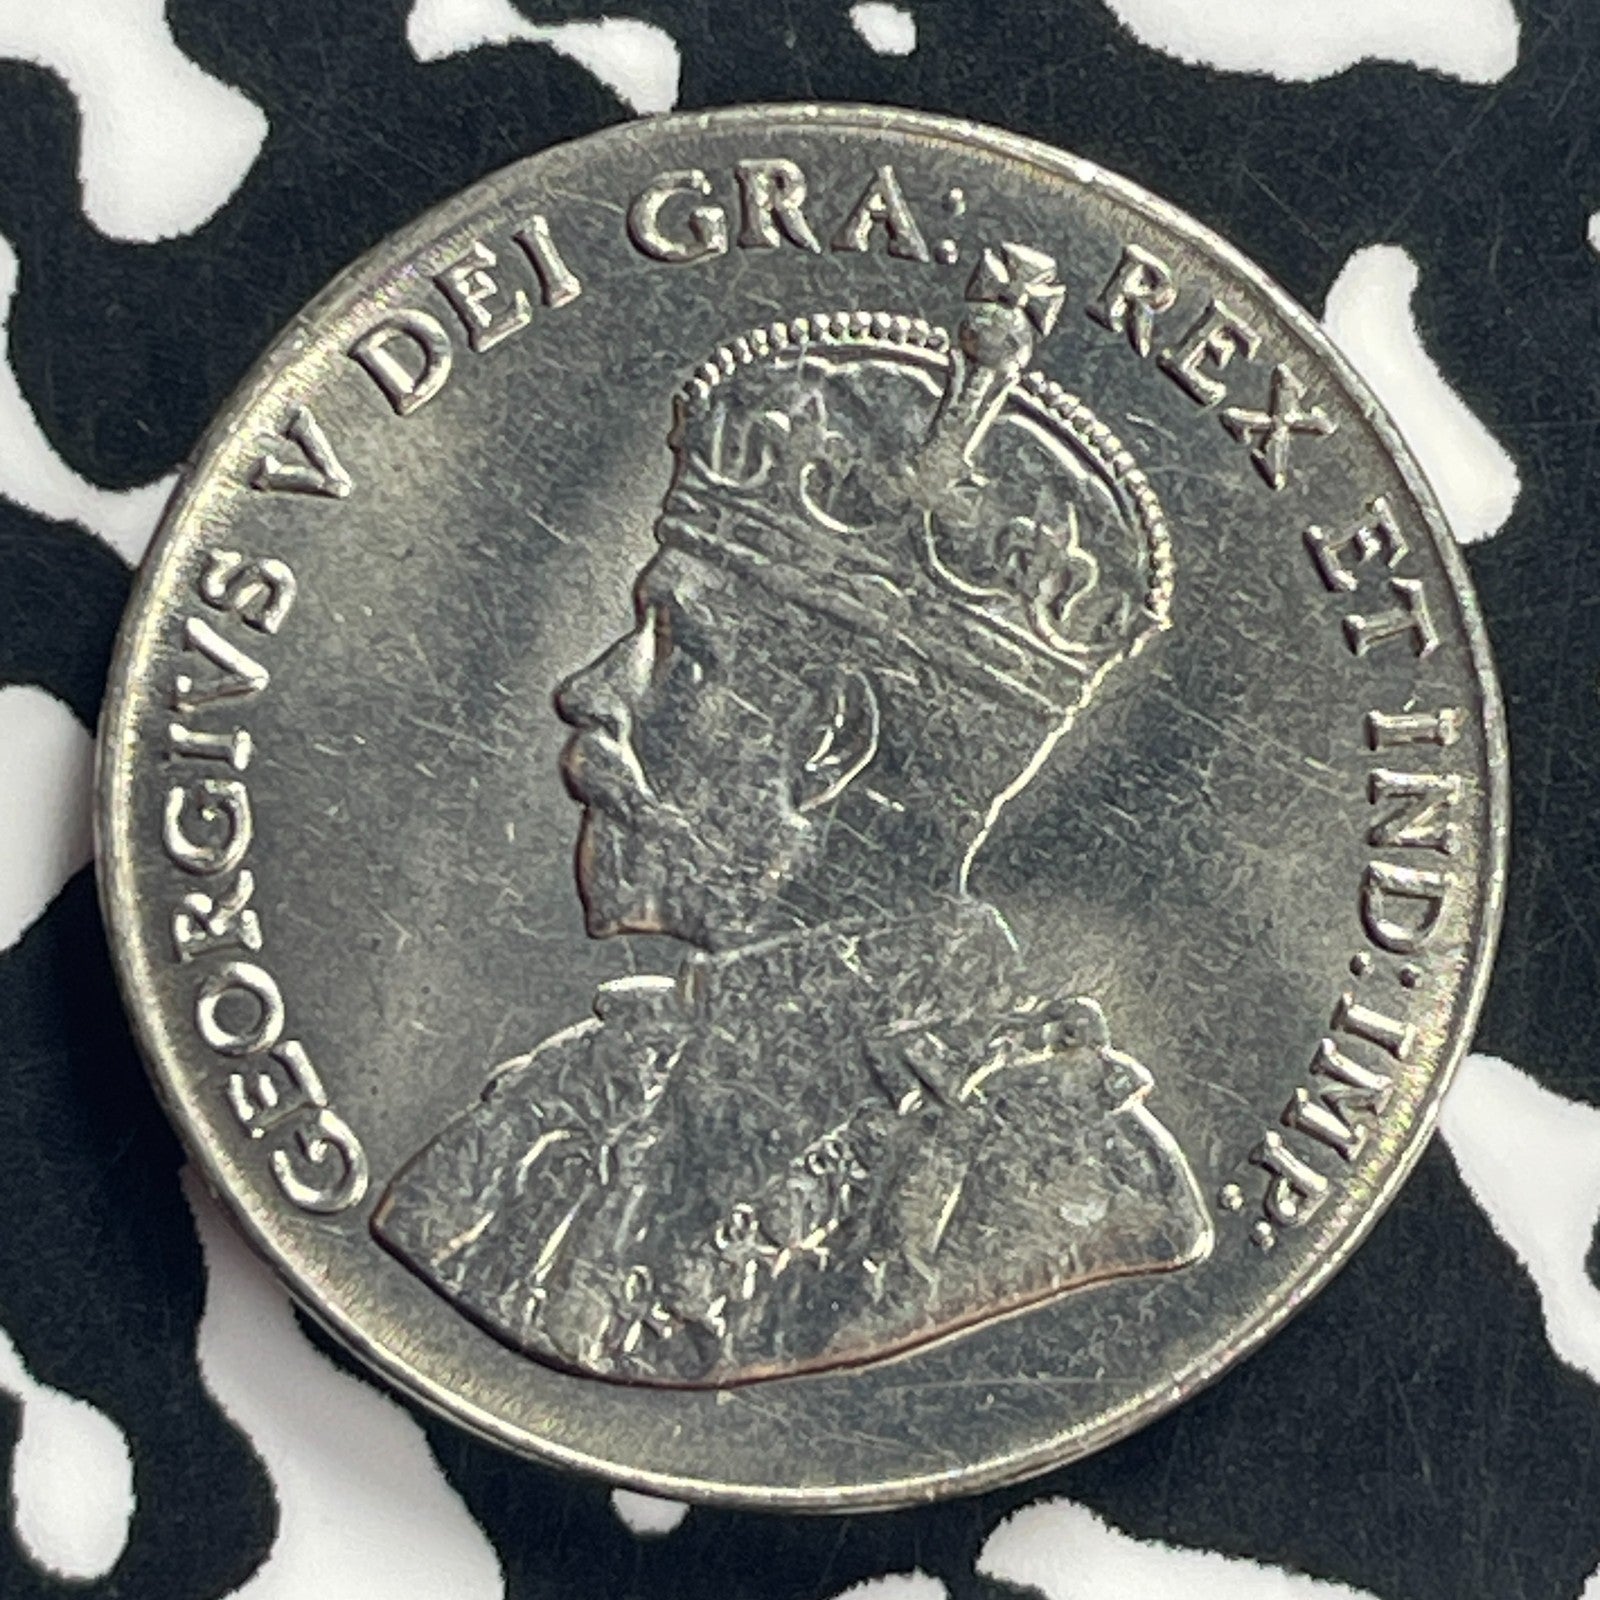 GEORGIVS V DEI GRA: REX ET IND: IMP: